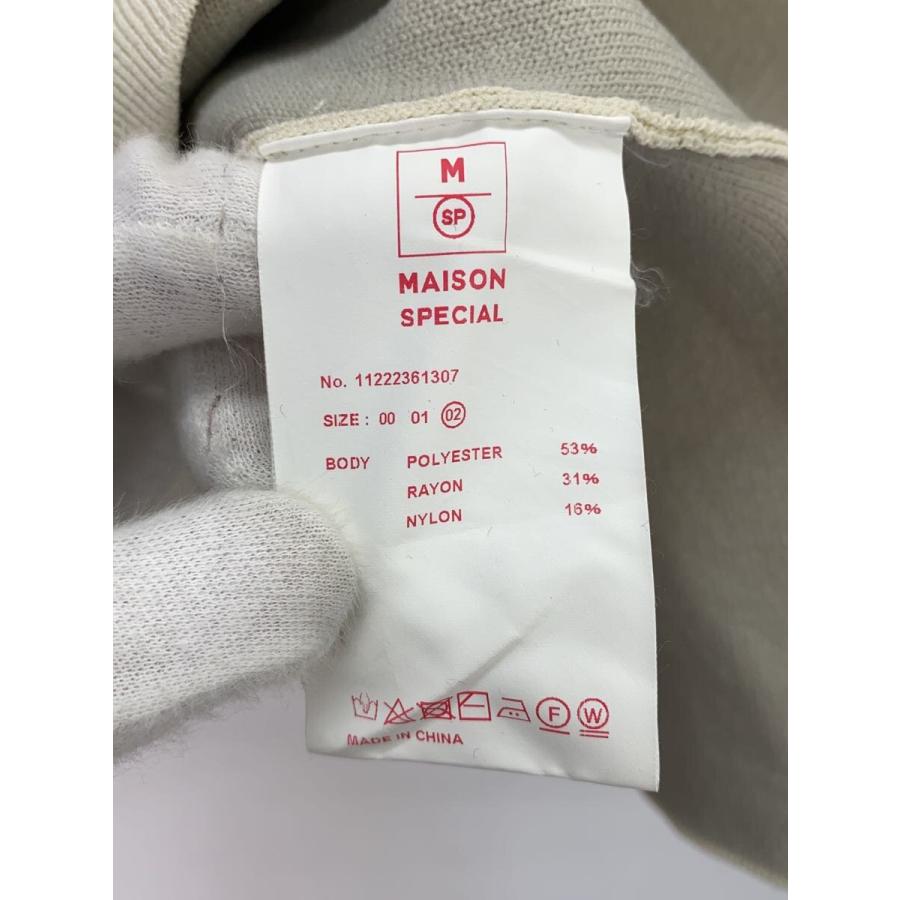 M
SP
MAISON
SPECIAL
No. 11222361307
SIZE : 00 01 02
BODY POLYESTER 53%
RAYON 31%
NYLON 16%
F W
MADE IN CHINA